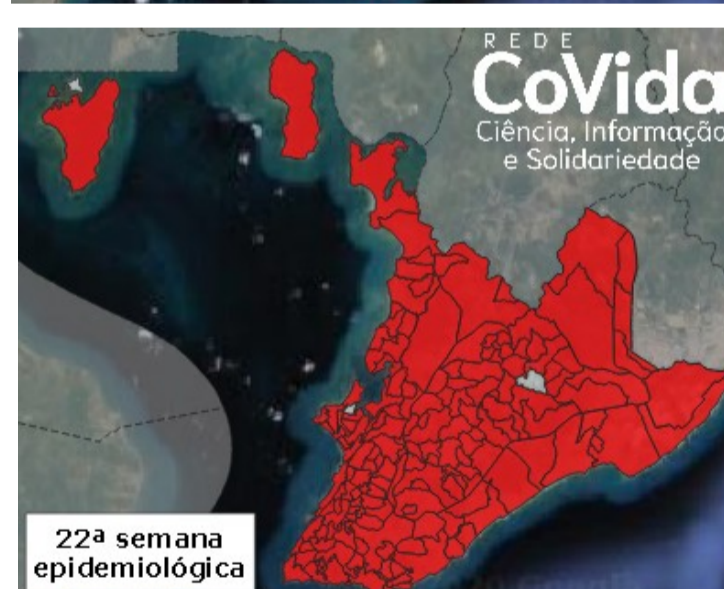 REDE
CoVida
Ciência, Informação
e Solidariedade
22ª semana
epidemiológica